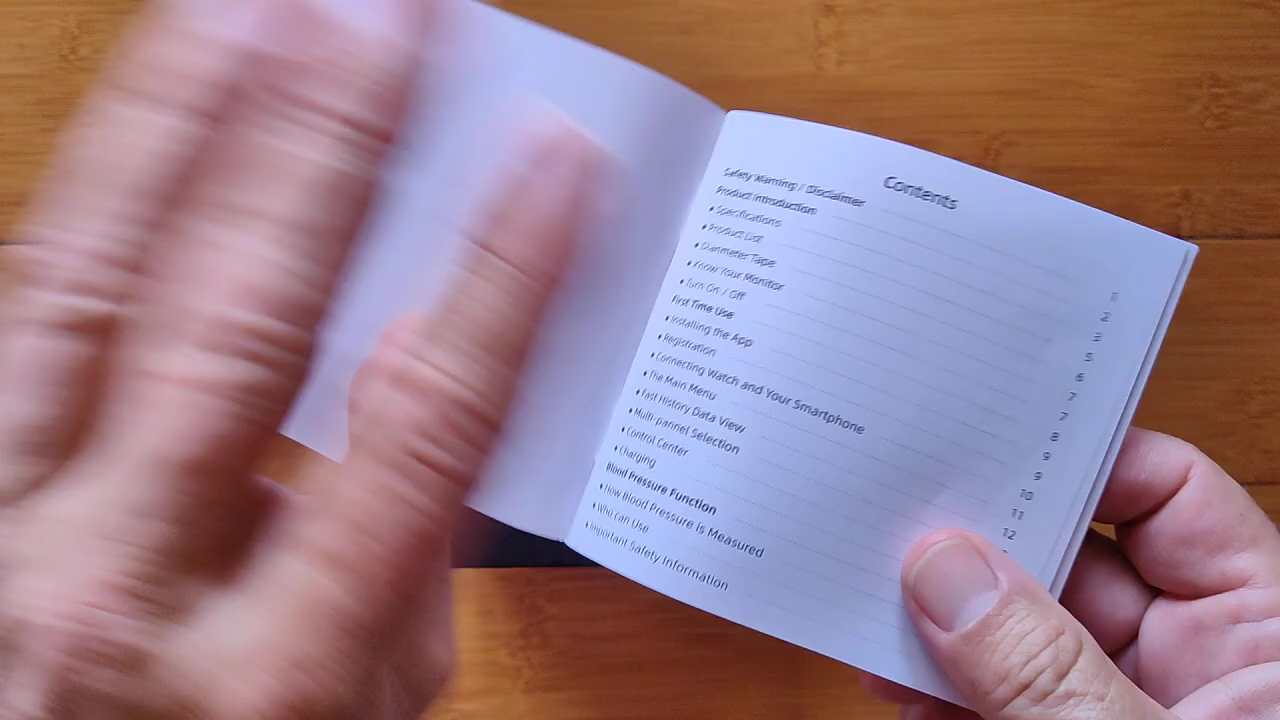 Contents
Safety Warning / Disclaimer
Product Introduction
♦ Specifications 1
♦ Product List 2
♦ Dianmeter Tape 3
♦ Know Your Monitor 5
♦ Turn On / Off 6
First Time Use 7
♦ Installing the App 7
♦ Registration 8
♦ Connecting Watch and Your Smartphone 9
♦ The Main Menu 9
♦ Fast History Data View 10
♦ Multi-pannel Selection 11
♦ Control Center 12
♦ Charging
Blood Pressure Function
♦ How Blood Pressure is Measured
♦ Who can Use
♦ Important Safety Information